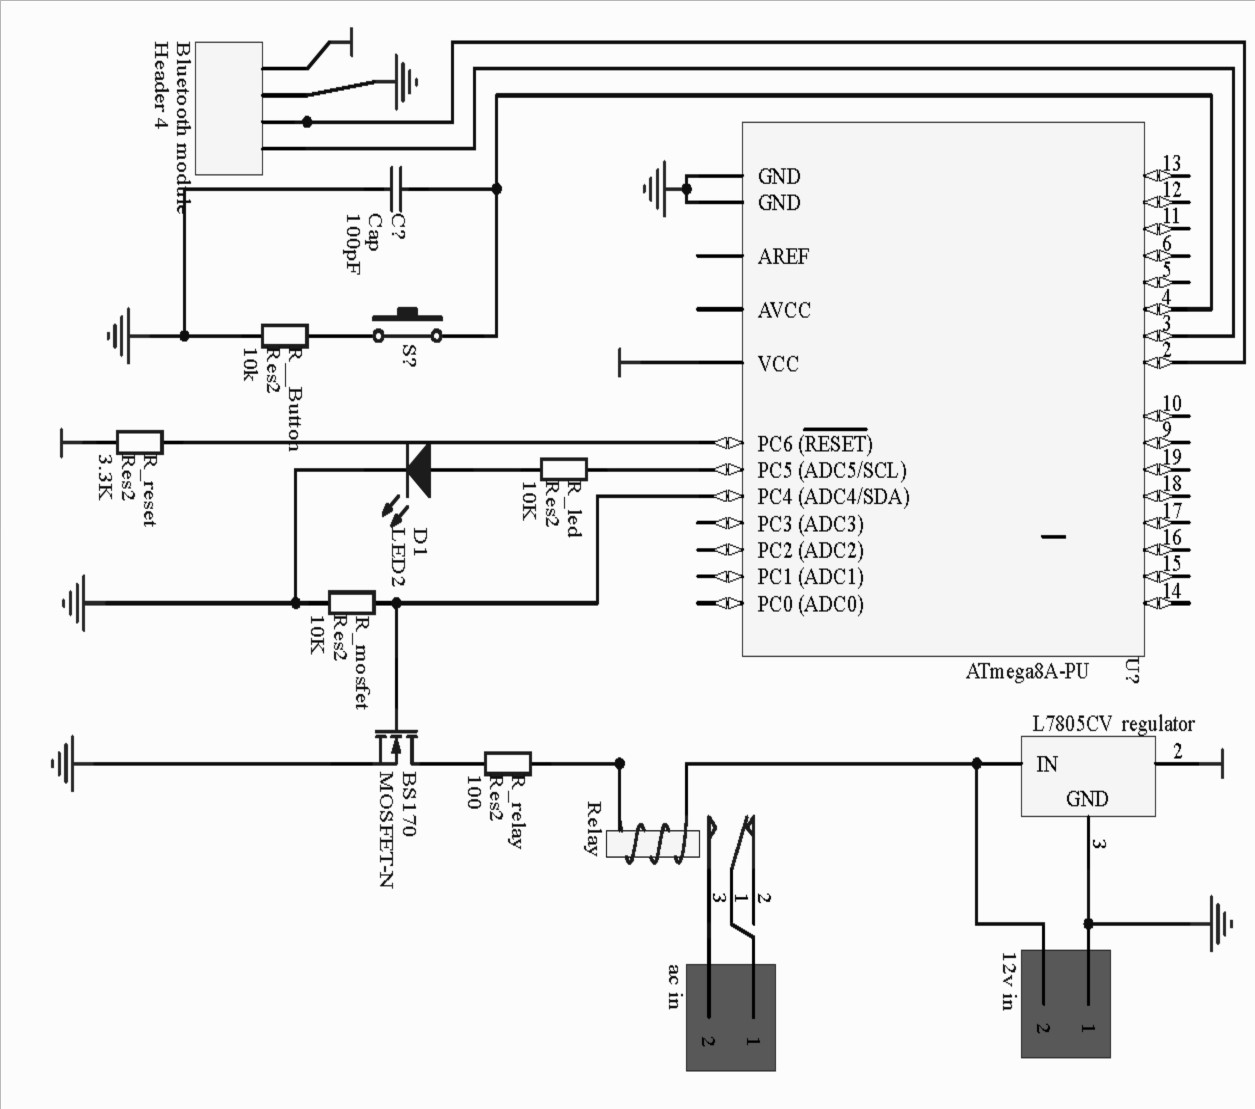 Bluetooth module
Header 4
C?
Cap
100pF
S?
R__Button
Res2
10k
R_reset
Res2
3.3K
R_led
Res2
10K
D1
LED2
R_mosfet
Res2
10K
BS170
MOSFET-N
R_relay
Res2
100
Relay
GND
GND
AREF
AVCC
VCC
PC6 (RESET)
PC5 (ADC5/SCL)
PC4 (ADC4/SDA)
PC3 (ADC3)
PC2 (ADC2)
PC1 (ADC1)
PC0 (ADC0)
13
12
11
6
5
4
3
2
10
9
19
18
17
16
15
14
U?
ATmega8A-PU
L7805CV regulator
IN
GND
2
3
3
1
2
ac in
2
1
12v in
2
1